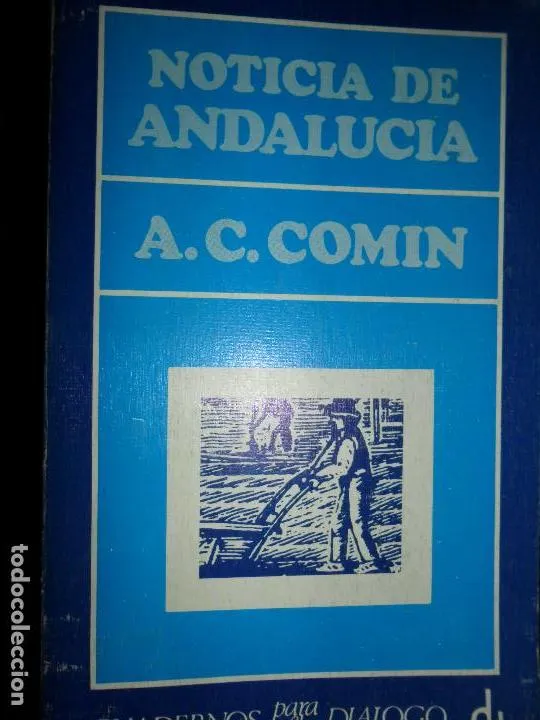 NOTICIA DE
ANDALUCIA
A.C. COMIN
CUADERNOS para el DIALOGO
todocoleccion